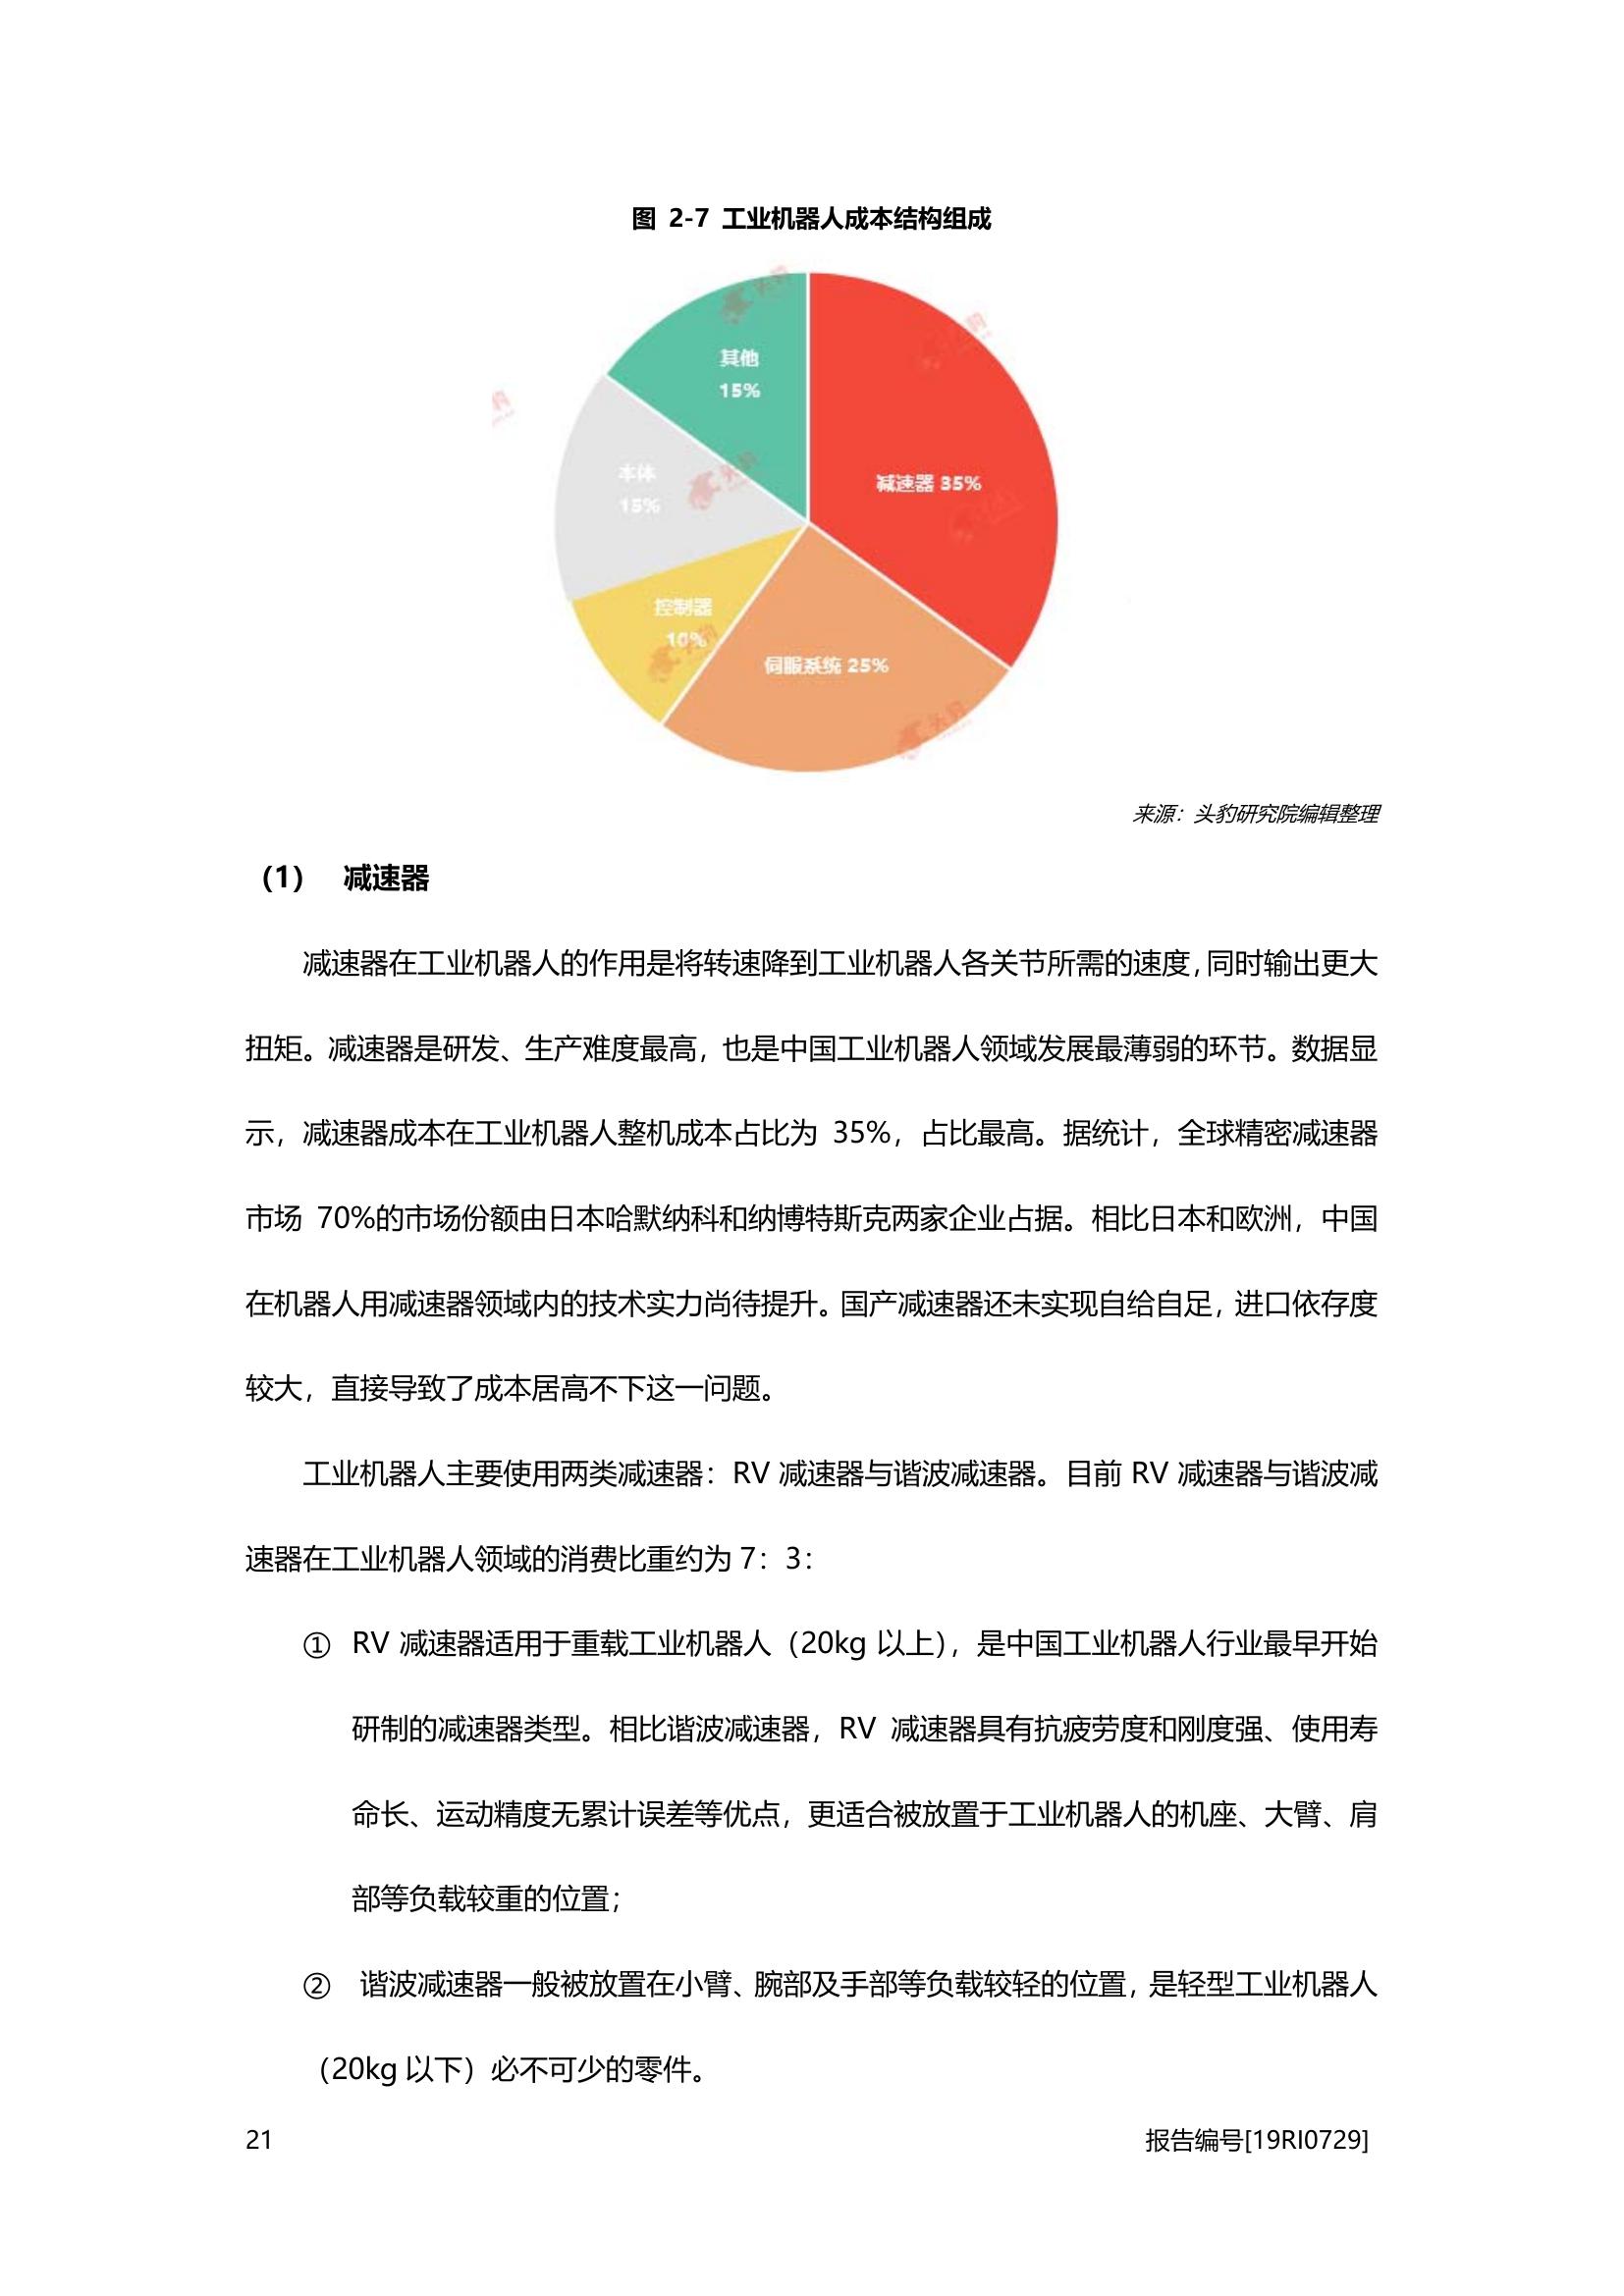 图 2-7 工业机器人成本结构组成
其他
15%
减速器 35%
本体
15%
控制器
10%
伺服系统 25%
来源：头豹研究院编辑整理
（1） 减速器
减速器在工业机器人的作用是将转速降到工业机器人各关节所需的速度，同时输出更大
扭矩。减速器是研发、生产难度最高，也是中国工业机器人领域发展最薄弱的环节。数据显
示，减速器成本在工业机器人整机成本占比为 35%，占比最高。据统计，全球精密减速器
市场 70%的市场份额由日本哈默纳科和纳博特斯克两家企业占据。相比日本和欧洲，中国
在机器人用减速器领域内的技术实力尚待提升。国产减速器还未实现自给自足，进口依存度
较大，直接导致了成本居高不下这一问题。
工业机器人主要使用两类减速器：RV 减速器与谐波减速器。目前 RV 减速器与谐波减
速器在工业机器人领域的消费比重约为 7：3：
① RV 减速器适用于重载工业机器人（20kg 以上），是中国工业机器人行业最早开始
研制的减速器类型。相比谐波减速器，RV 减速器具有抗疲劳度和刚度强、使用寿
命长、运动精度无累计误差等优点，更适合被放置于工业机器人的机座、大臂、肩
部等负载较重的位置；
② 谐波减速器一般被放置在小臂、腕部及手部等负载较轻的位置，是轻型工业机器人
（20kg 以下）必不可少的零件。
21 报告编号[19RI0729]